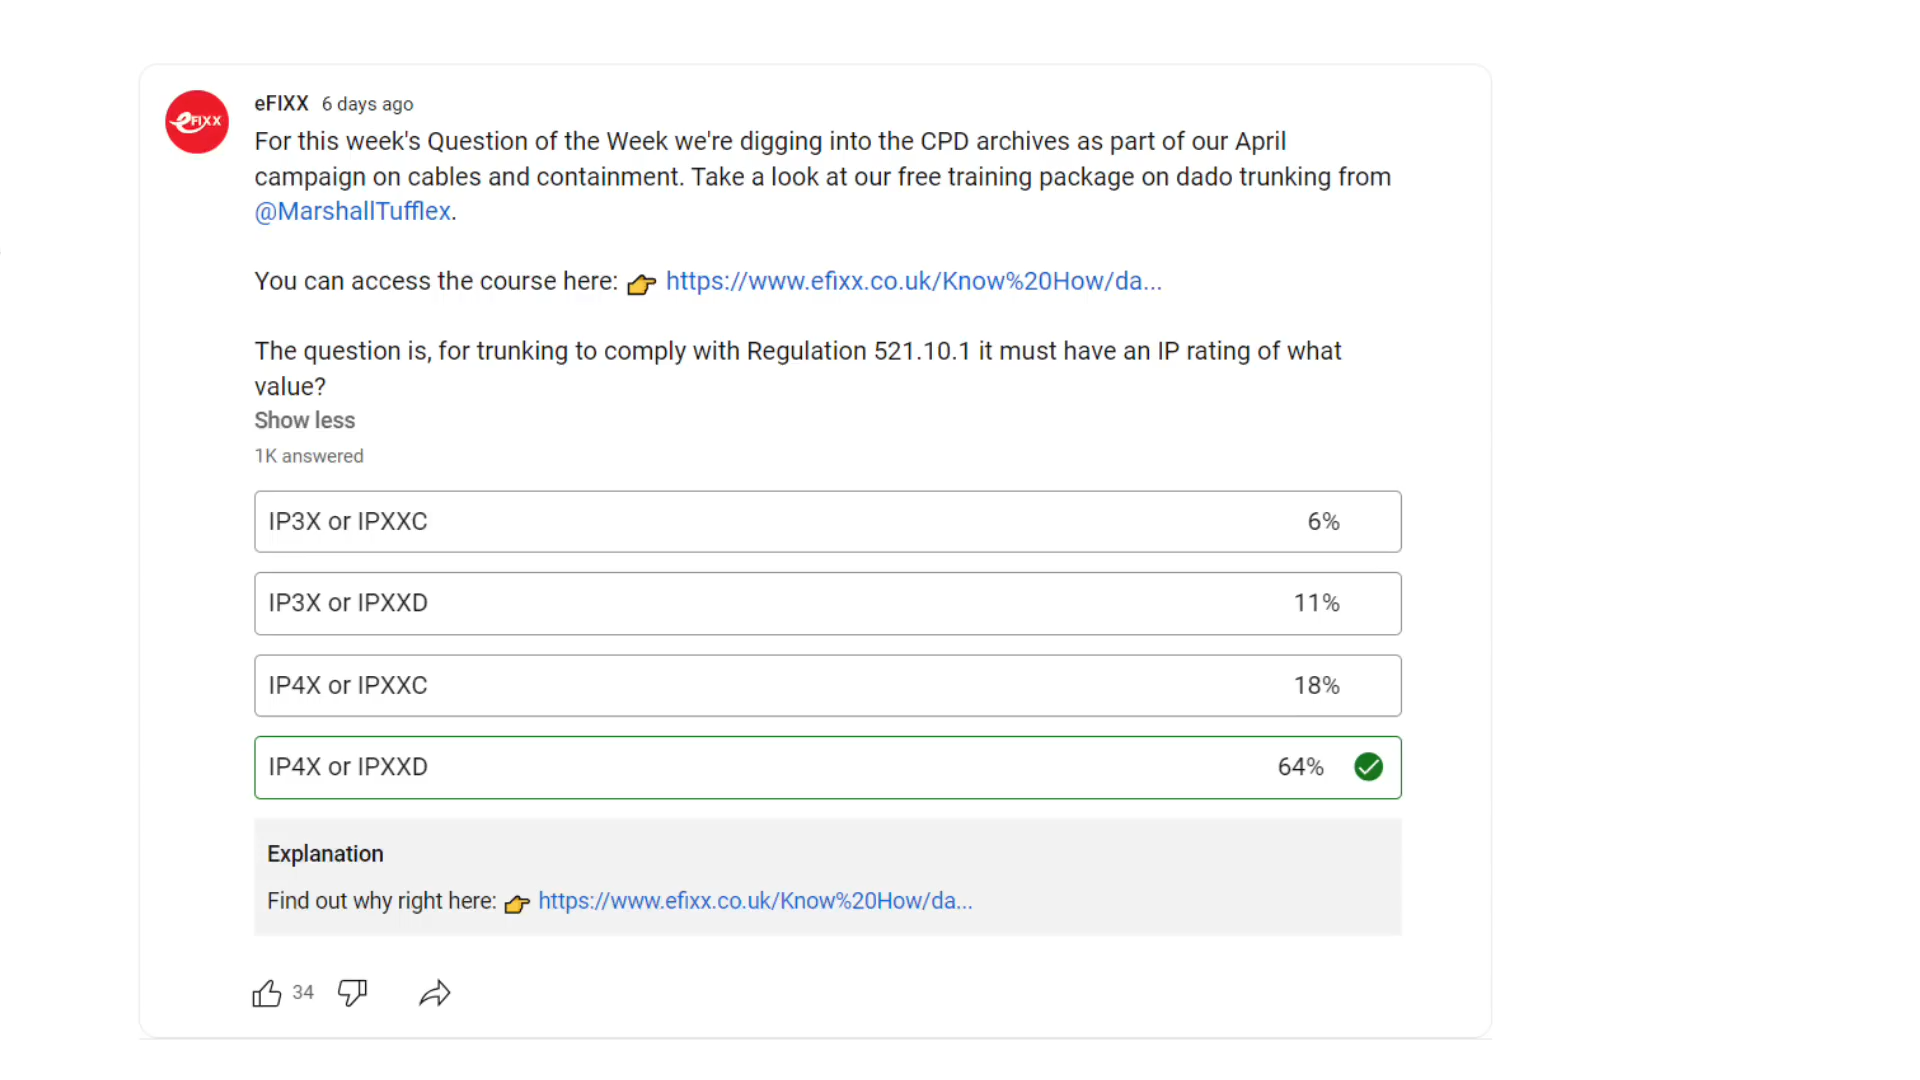 eFIXX
eFIXX 6 days ago
For this week's Question of the Week we're digging into the CPD archives as part of our April
campaign on cables and containment. Take a look at our free training package on dado trunking from
@MarshallTufflex.
You can access the course here: 👉 https://www.efixx.co.uk/Know%20How/da...
The question is, for trunking to comply with Regulation 521.10.1 it must have an IP rating of what
value?
Show less
1K answered
IP3X or IPXXC 6%
IP3X or IPXXD 11%
IP4X or IPXXC 18%
IP4X or IPXXD 64%
Explanation
Find out why right here: 👉 https://www.efixx.co.uk/Know%20How/da...
34